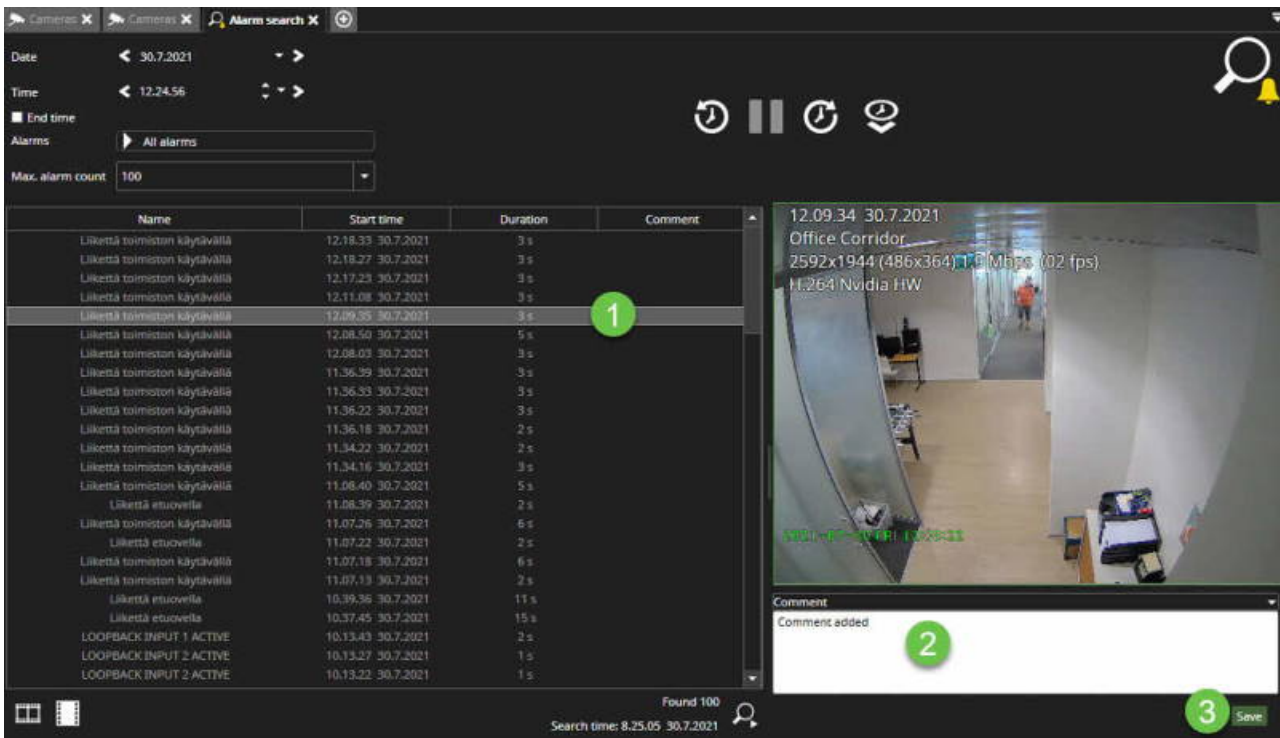 Cameras Cameras Alarm search
Date 30.7.2021
Time 12.24.56
End time
Alarms All alarms
Max. alarm count 100
Name Start time Duration Comment
Liikettä toimiston käytävällä 12.18.33 30.7.2021 3 s
Liikettä toimiston käytävällä 12.18.27 30.7.2021 3 s
Liikettä toimiston käytävällä 12.17.23 30.7.2021 3 s
Liikettä toimiston käytävällä 12.11.08 30.7.2021 3 s
Liikettä toimiston käytävällä 12.09.35 30.7.2021 3 s
1
Liikettä toimiston käytävällä 12.08.50 30.7.2021 5 s
Liikettä toimiston käytävällä 12.08.03 30.7.2021 3 s
Liikettä toimiston käytävällä 11.36.39 30.7.2021 3 s
Liikettä toimiston käytävällä 11.36.33 30.7.2021 3 s
Liikettä toimiston käytävällä 11.36.22 30.7.2021 3 s
Liikettä toimiston käytävällä 11.36.18 30.7.2021 2 s
Liikettä toimiston käytävällä 11.34.22 30.7.2021 2 s
Liikettä toimiston käytävällä 11.34.16 30.7.2021 3 s
Liikettä toimiston käytävällä 11.08.40 30.7.2021 5 s
Liikettä etuovella 11.08.39 30.7.2021 2 s
Liikettä toimiston käytävällä 11.07.26 30.7.2021 6 s
Liikettä etuovella 11.07.22 30.7.2021 2 s
Liikettä toimiston käytävällä 11.07.18 30.7.2021 6 s
Liikettä toimiston käytävällä 11.07.13 30.7.2021 2 s
Liikettä etuovella 10.39.36 30.7.2021 11 s
Liikettä etuovella 10.37.45 30.7.2021 15 s
LOOPBACK INPUT 1 ACTIVE 10.13.43 30.7.2021 2 s
LOOPBACK INPUT 2 ACTIVE 10.13.27 30.7.2021 1 s
LOOPBACK INPUT 2 ACTIVE 10.13.22 30.7.2021 1 s
Found 100
Search time: 8.25.05 30.7.2021
12.09.34 30.7.2021
Office Corridor
2592x1944 (486x364) Mbps (02 fps)
H.264 Nvidia HW
Comment
Comment added
2
3
Save